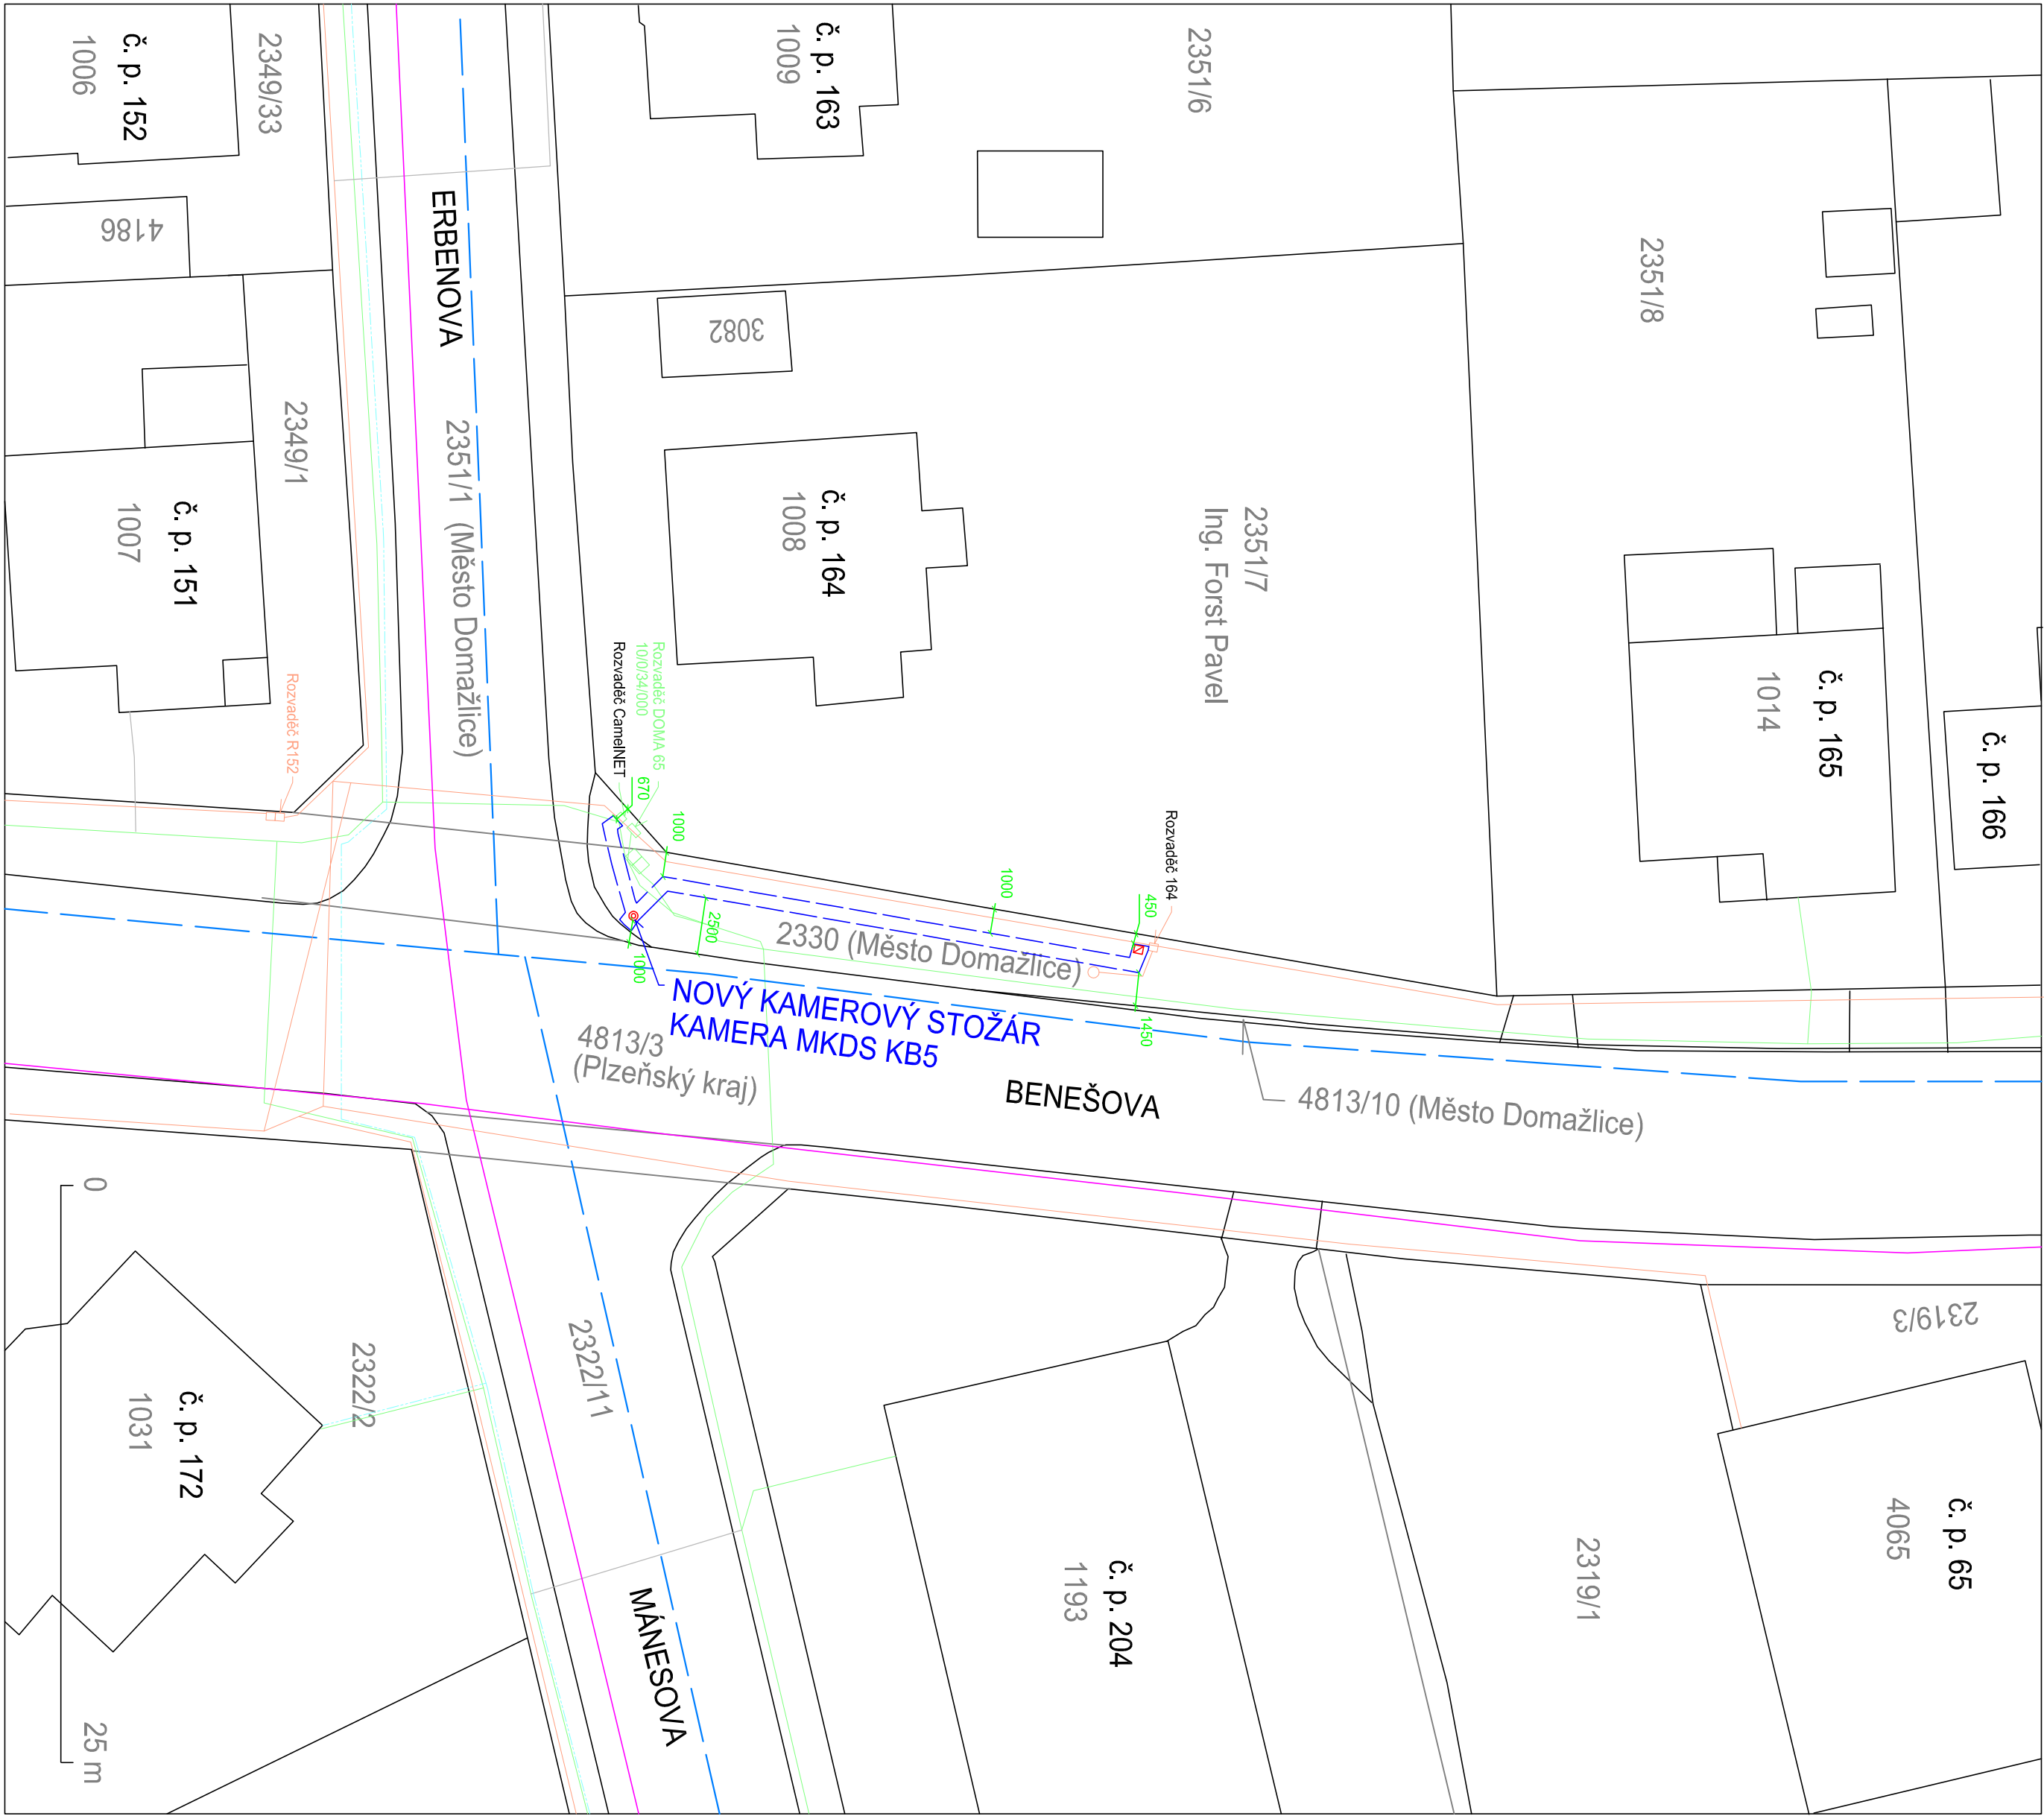 č. p. 152
1006
2349/33
4186
č. p. 163
1009
2351/6
2351/8
3082
ERBENOVA
2351/1 (Město Domažlice)
2349/1
č. p. 151
1007
č. p. 164
1008
2351/7
Ing. Forst Pavel
č. p. 165
1014
č. p. 166
Rozvaděč R152
Rozvaděč DOMA 65
10/0/34/000
Rozvaděč CamelNET
670
1000
1000
450
Rozvaděč 164
2500
1000
1450
2330 (Město Domažlice)
NOVÝ KAMEROVÝ STOŽÁR
KAMERA MKDS KB5
4813/3
(Plzeňský kraj)
BENEŠOVA
4813/10 (Město Domažlice)
0
25 m
č. p. 172
1031
2322/2
2322/11
MÁNESOVA
č. p. 204
1193
2319/1
2319/3
č. p. 65
4065